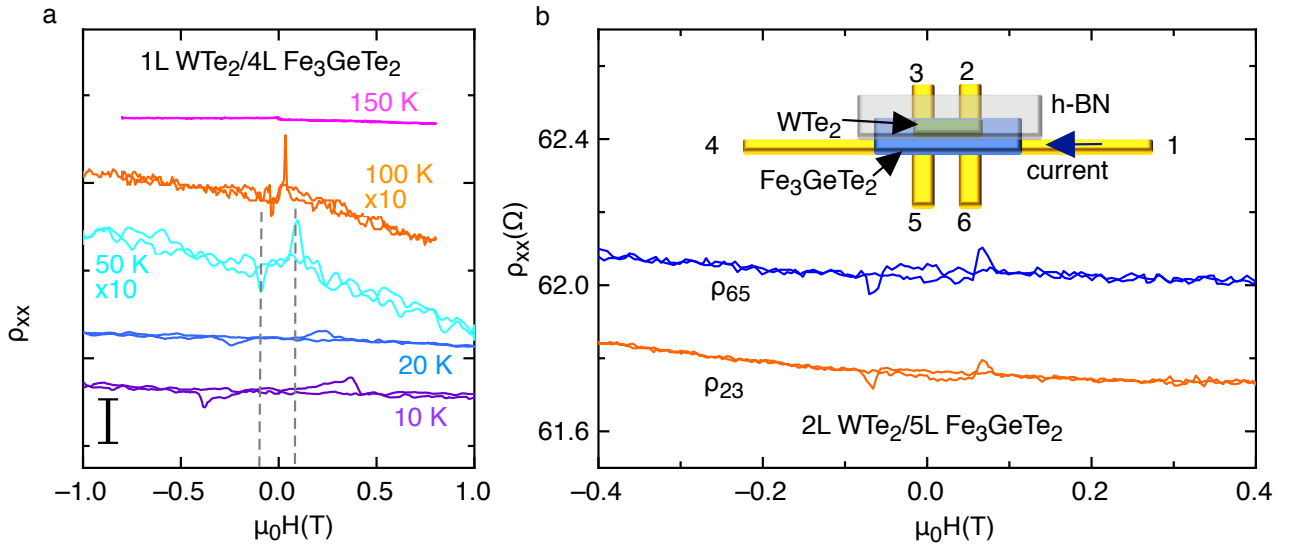 a
1L WTe2/4L Fe3GeTe2
150 K
100 K
x10
50 K
x10
20 K
10 K
ρxx
−1.0 −0.5 0.0 0.5 1.0
μ0H(T)
b
3 2
h-BN
WTe2
4 1
Fe3GeTe2
current
5 6
62.4
62.0
61.6
ρxx(Ω)
ρ65
ρ23
2L WTe2/5L Fe3GeTe2
−0.4 −0.2 0.0 0.2 0.4
μ0H(T)